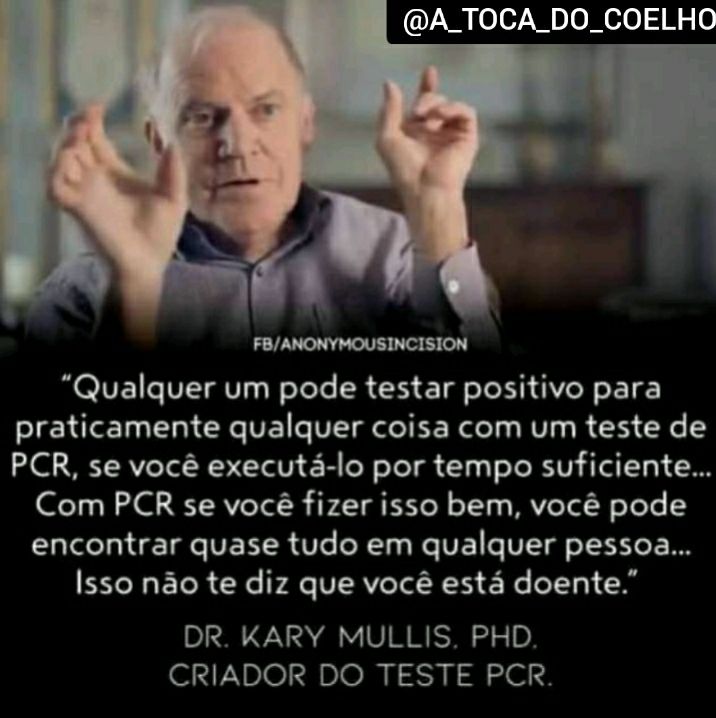 @A_TOCA_DO_COELHO
FB/ANONYMOUSINCISION
“Qualquer um pode testar positivo para
praticamente qualquer coisa com um teste de
PCR, se você executá-lo por tempo suficiente...
Com PCR se você fizer isso bem, você pode
encontrar quase tudo em qualquer pessoa...
Isso não te diz que você está doente.”
DR. KARY MULLIS, PHD,
CRIADOR DO TESTE PCR.